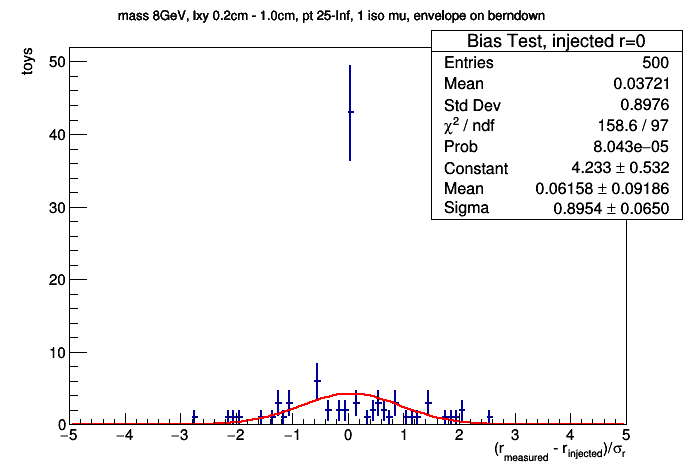 mass 8GeV, lxy 0.2cm - 1.0cm, pt 25-Inf, 1 iso mu, envelope on berndown
Bias Test, injected r=0
Entries 500
Mean 0.03721
Std Dev 0.8976
χ² / ndf 158.6 / 97
Prob 8.043e−05
Constant 4.233 ± 0.532
Mean 0.06158 ± 0.09186
Sigma 0.8954 ± 0.0650
toys
50
40
30
20
10
0
−5 −4 −3 −2 −1 0 1 2 3 4 5
(r_measured - r_injected)/σ_r